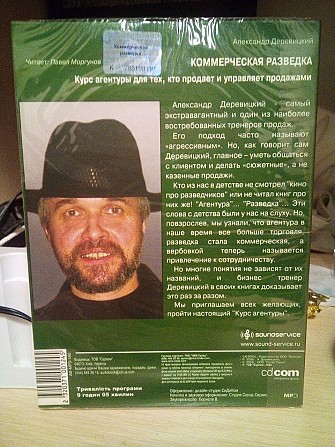 Александр Деревицкий
Коммерческая
разведка
Читает: Павел Моргунов
КОММЕРЧЕСКАЯ РАЗВЕДКА
Курс агентуры для тех, кто продает и управляет продажами
Александр Деревицкий - самый
экстравагантный и один из наиболее
востребованных тренеров продаж.
Его подход часто называют
«агрессивным». Но, как говорит сам
Деревицкий, главное – уметь общаться
с клиентом и делать «сюжетные», а не
казенные продажи.
Кто из нас в детстве не смотрел "кино
про разведчиков" или не читал книг про
них же! "Агентура"... "Разведка"... Эти
слова с детства были у нас на слуху. Но,
повзрослев, мы узнали, что агентура в
наше время все больше торговая,
разведка стала коммерческая, а
вербовкой теперь называется
привлечение к сотрудничеству.
Но многие понятия не зависят от их
названий, и бизнес тренер
Деревицкий в своих книгах доказывает
это раз за разом.
Мы приглашаем всех желающих,
пройти настоящий "Курс агентуры".
soundservice
www.sound-service.ru
Тривалість програми
9 годин 05 хвилин
cdcom
MP3